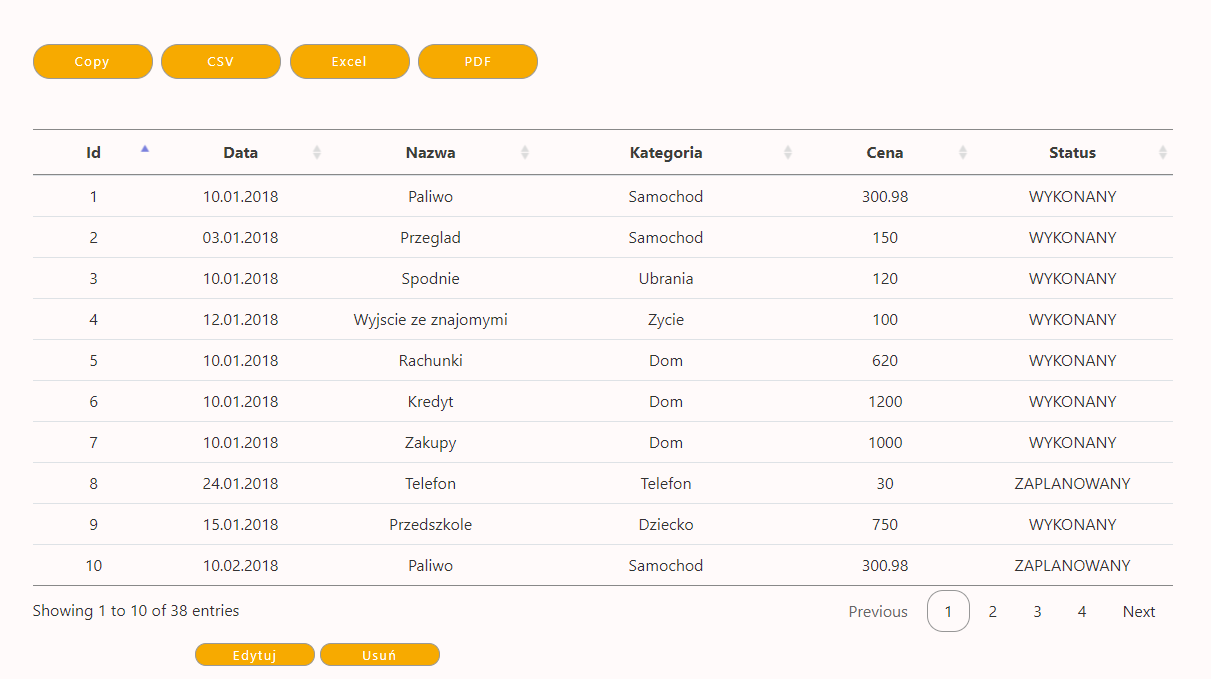 Copy CSV Excel PDF
Id Data Nazwa Kategoria Cena Status
1 10.01.2018 Paliwo Samochod 300.98 WYKONANY
2 03.01.2018 Przeglad Samochod 150 WYKONANY
3 10.01.2018 Spodnie Ubrania 120 WYKONANY
4 12.01.2018 Wyjscie ze znajomymi Zycie 100 WYKONANY
5 10.01.2018 Rachunki Dom 620 WYKONANY
6 10.01.2018 Kredyt Dom 1200 WYKONANY
7 10.01.2018 Zakupy Dom 1000 WYKONANY
8 24.01.2018 Telefon Telefon 30 ZAPLANOWANY
9 15.01.2018 Przedszkole Dziecko 750 WYKONANY
10 10.02.2018 Paliwo Samochod 300.98 ZAPLANOWANY
Showing 1 to 10 of 38 entries Previous 1 2 3 4 Next
Edytuj Usuń